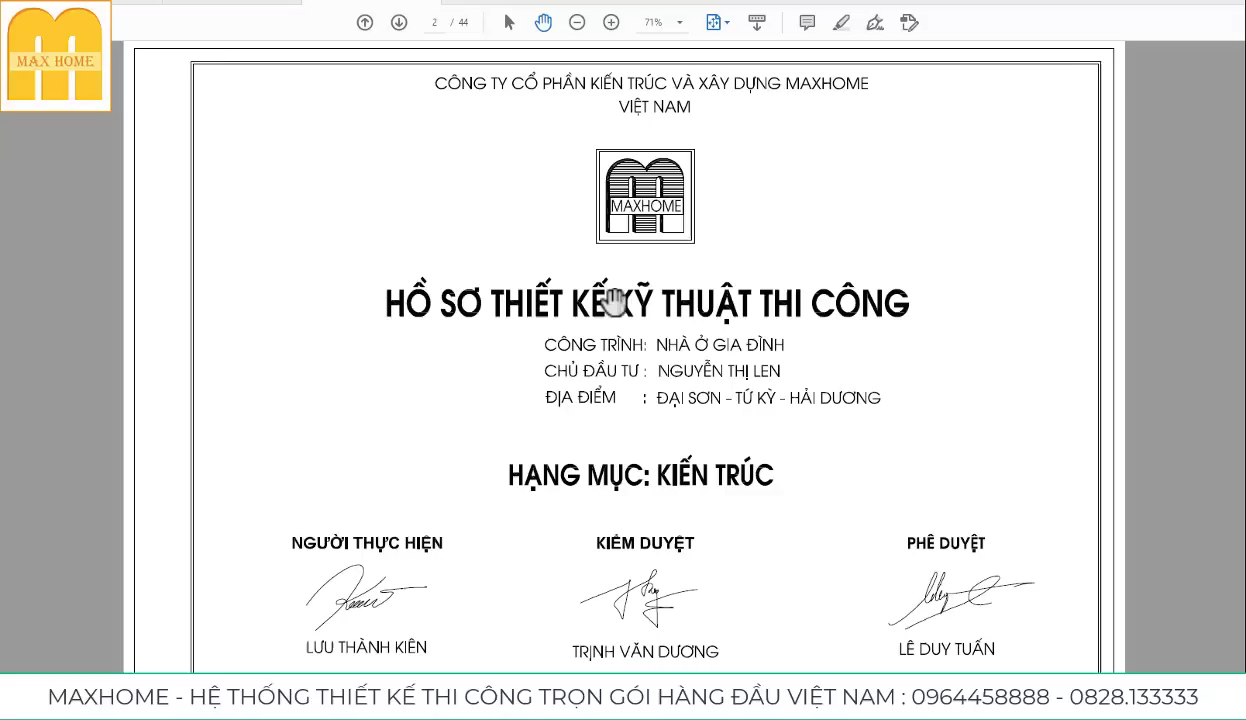 2 / 44
71%
MAX HOME
CÔNG TY CỔ PHẦN KIẾN TRÚC VÀ XÂY DỰNG MAXHOME
VIỆT NAM
MAXHOME
HỒ SƠ THIẾT KẾ KỸ THUẬT THI CÔNG
CÔNG TRÌNH: NHÀ Ở GIA ĐÌNH
CHỦ ĐẦU TƯ : NGUYỄN THỊ LEN
ĐỊA ĐIỂM : ĐẠI SƠN - TỨ KỲ - HẢI DƯƠNG
HẠNG MỤC: KIẾN TRÚC
NGƯỜI THỰC HIỆN KIỂM DUYỆT PHÊ DUYỆT
LƯU THÀNH KIÊN TRỊNH VĂN DƯƠNG LÊ DUY TUẤN
MAXHOME - HỆ THỐNG THIẾT KẾ THI CÔNG TRỌN GÓI HÀNG ĐẦU VIỆT NAM : 0964458888 - 0828.133333